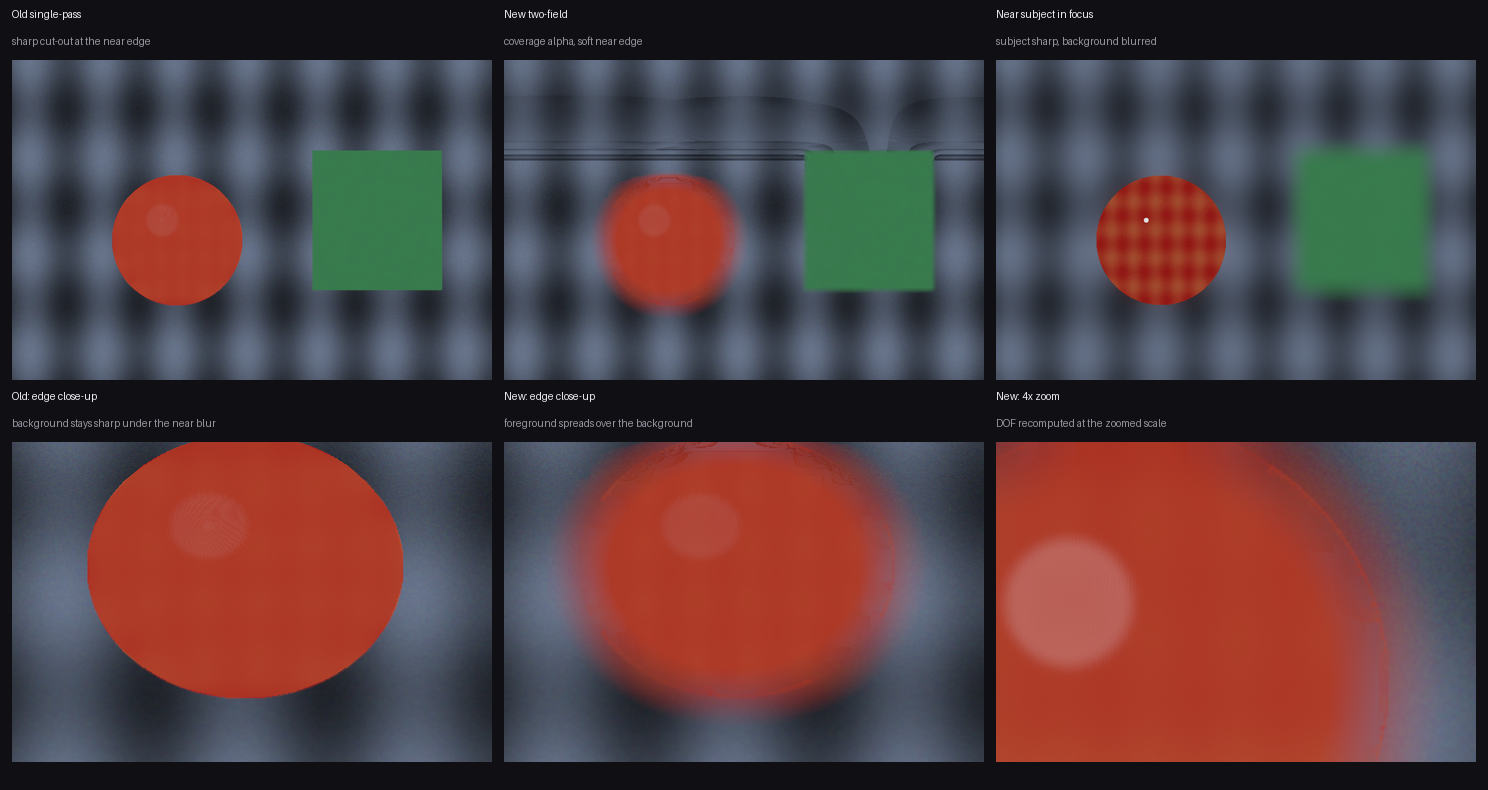 Old single-pass
sharp cut-out at the near edge
New two-field
coverage alpha, soft near edge
Near subject in focus
subject sharp, background blurred
Old: edge close-up
background stays sharp under the near blur
New: edge close-up
foreground spreads over the background
New: 4x zoom
DOF recomputed at the zoomed scale